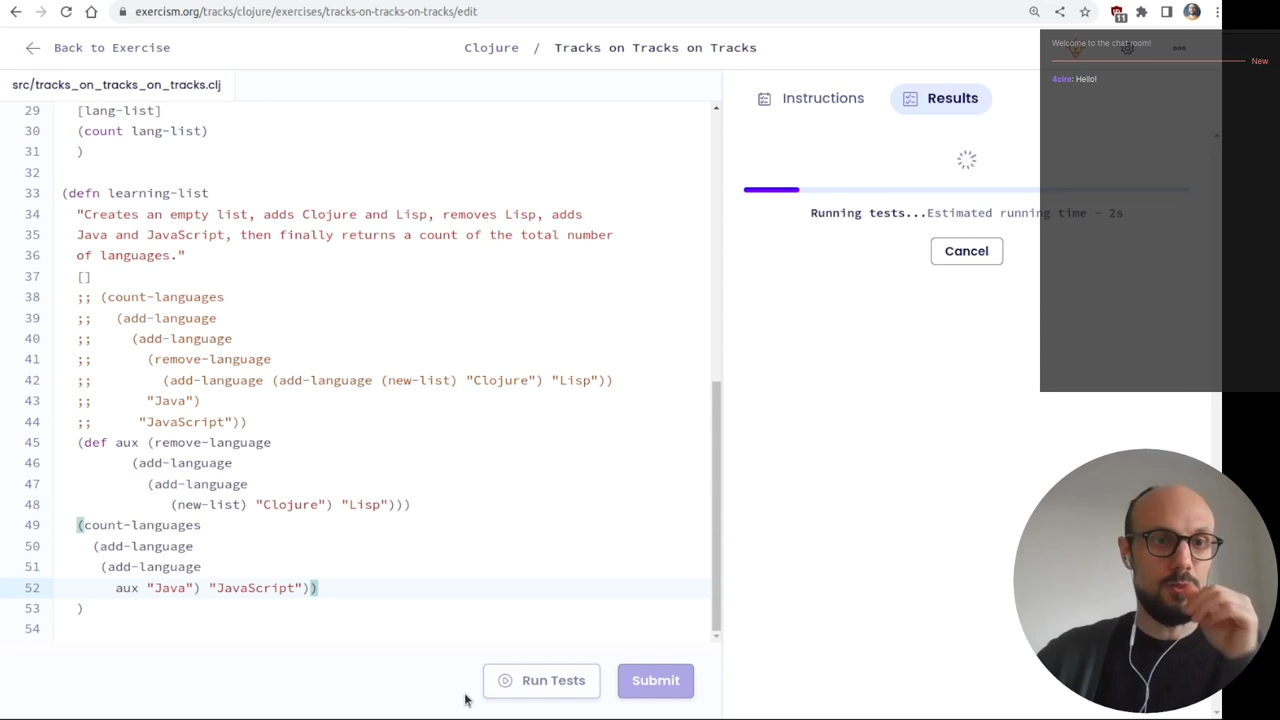 exercism.org/tracks/clojure/exercises/tracks-on-tracks-on-tracks/edit
11
Back to Exercise
Clojure / Tracks on Tracks on Tracks
Welcome to the chat room!
New
4cire: Hello!
src/tracks_on_tracks_on_tracks.clj
Instructions
Results
29 [lang-list]
30 (count lang-list)
31 )
32
33 (defn learning-list
34 "Creates an empty list, adds Clojure and Lisp, removes Lisp, adds
35 Java and JavaScript, then finally returns a count of the total number
36 of languages."
37 []
38 ;; (count-languages
39 ;; (add-language
40 ;; (add-language
41 ;; (remove-language
42 ;; (add-language (add-language (new-list) "Clojure") "Lisp"))
43 ;; "Java")
44 ;; "JavaScript"))
45 (def aux (remove-language
46 (add-language
47 (add-language
48 (new-list) "Clojure") "Lisp")))
49 (count-languages
50 (add-language
51 (add-language
52 aux "Java") "JavaScript"))
53 )
54
Running tests...Estimated running time ~ 2s
Cancel
Run Tests
Submit